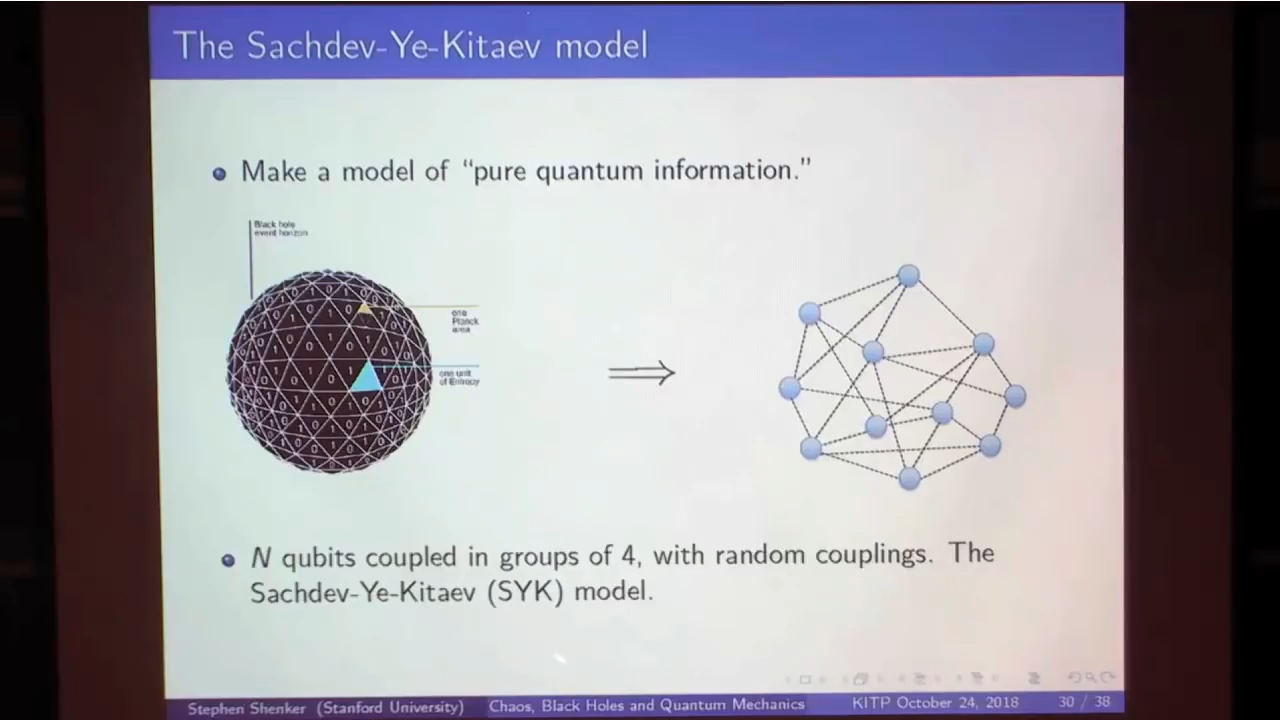 The Sachdev-Ye-Kitaev model
Make a model of “pure quantum information.”
Black hole
event horizon
one
Planck
area
one unit
of Entropy
N qubits coupled in groups of 4, with random couplings. The
Sachdev-Ye-Kitaev (SYK) model.
Stephen Shenker (Stanford University) Chaos, Black Holes and Quantum Mechanics KITP October 24, 2018 30 / 38